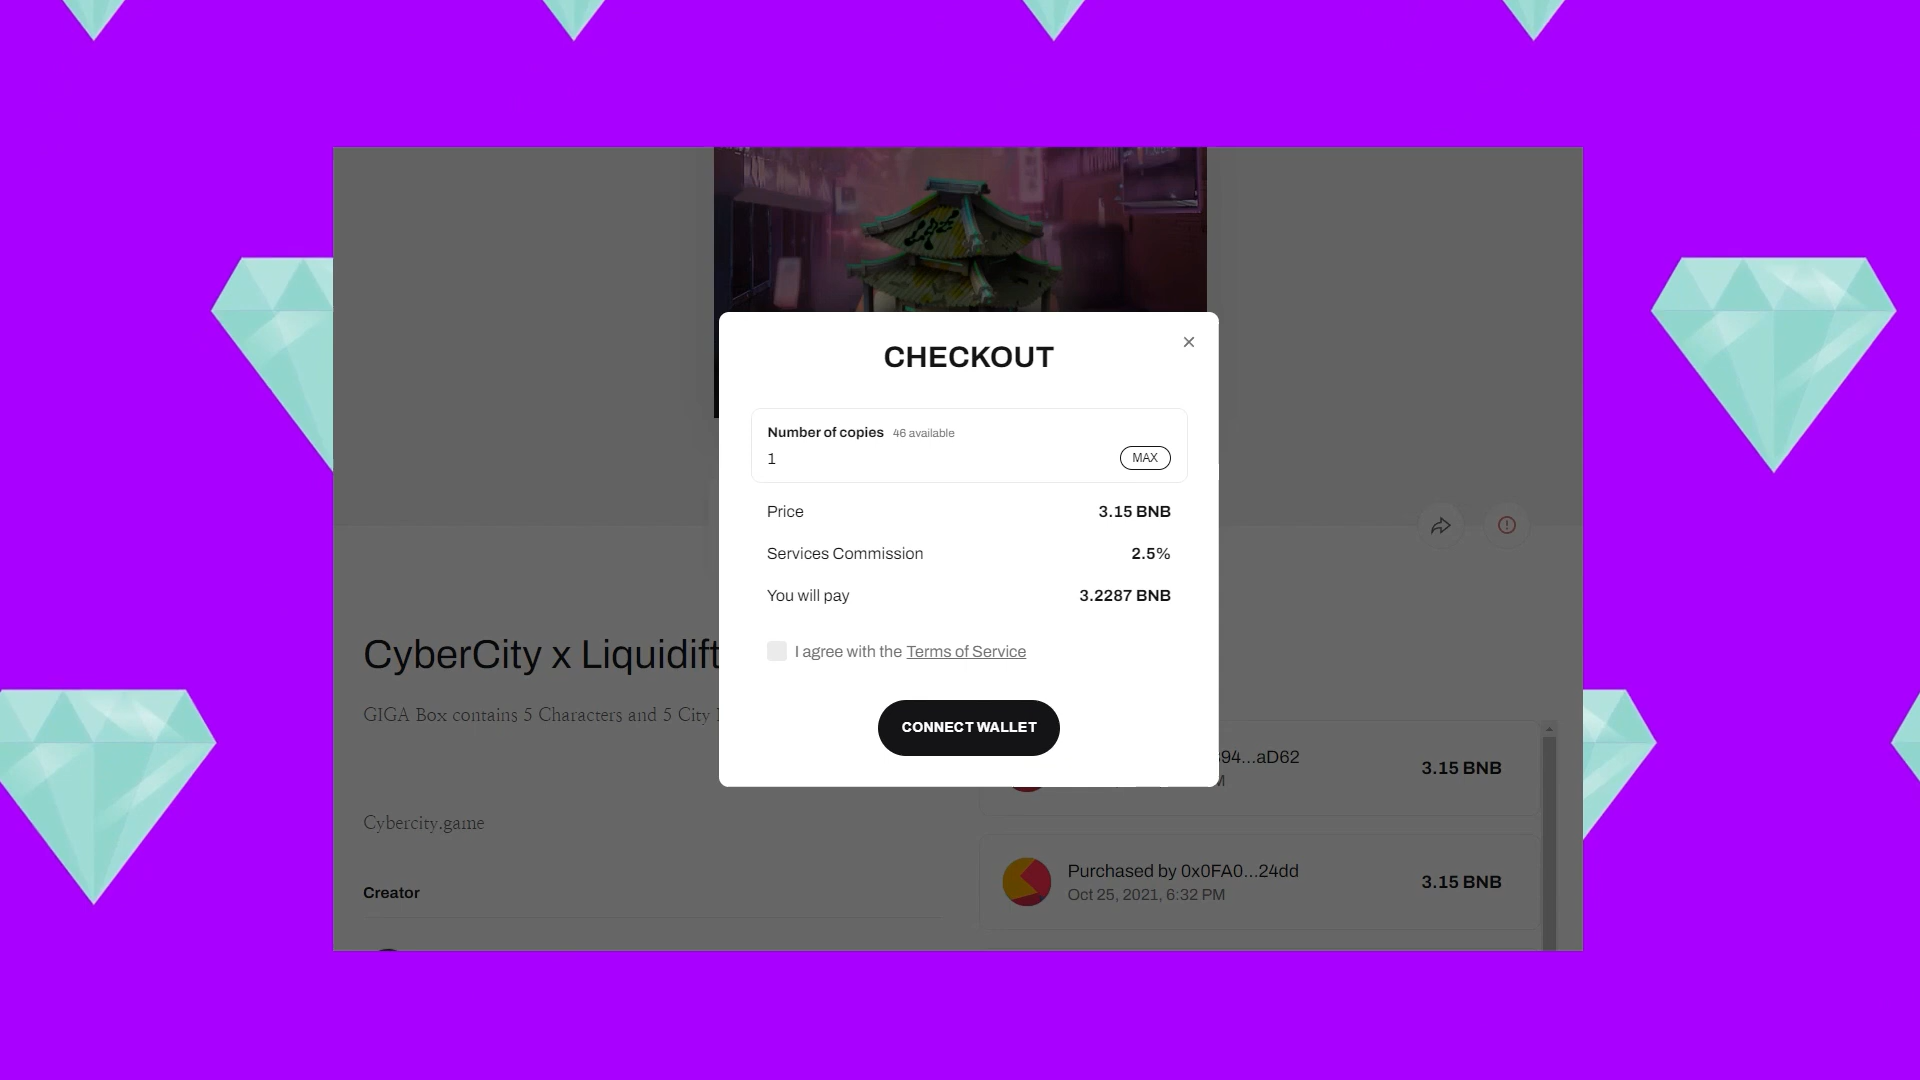 CHECKOUT
Number of copies 46 available
1
MAX
Price 3.15 BNB
Services Commission 2.5%
You will pay 3.2287 BNB
I agree with the Terms of Service
CONNECT WALLET
CyberCity x Liquidift
GIGA Box contains 5 Characters and 5 City
Cybercity.game
Creator
94...aD62
3.15 BNB
Purchased by 0x0FA0...24dd
Oct 25, 2021, 6:32 PM
3.15 BNB